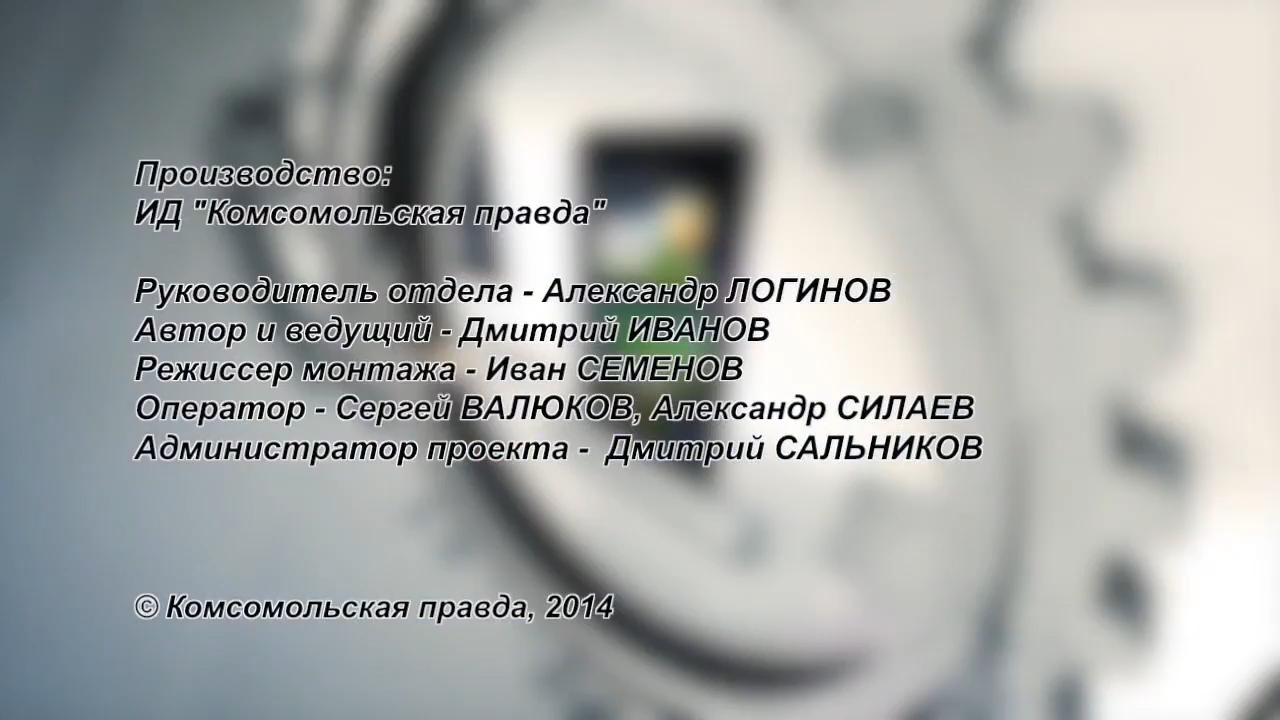 Производство:
ИД "Комсомольская правда"
Руководитель отдела - Александр ЛОГИНОВ
Автор и ведущий - Дмитрий ИВАНОВ
Режиссер монтажа - Иван СЕМЕНОВ
Оператор - Сергей ВАЛЮКОВ, Александр СИЛАЕВ
Администратор проекта -  Дмитрий САЛЬНИКОВ
© Комсомольская правда, 2014